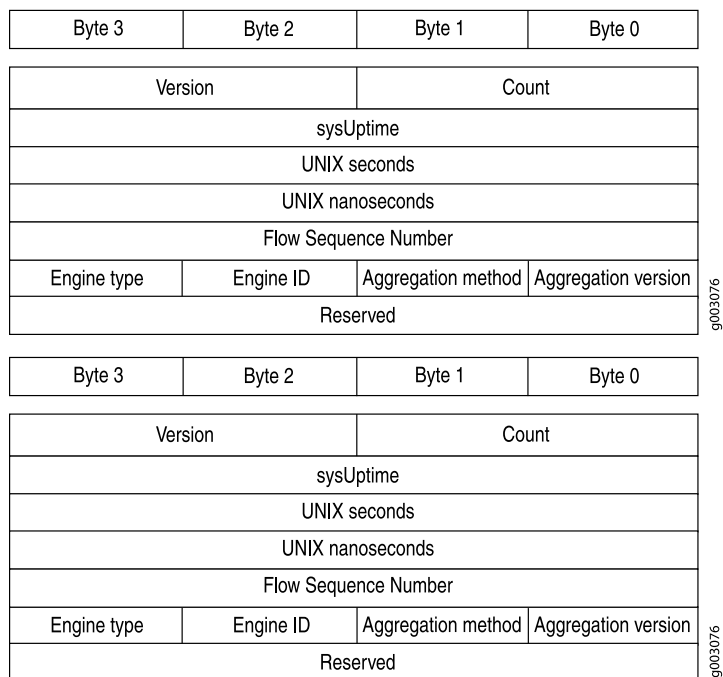 Byte 3 Byte 2 Byte 1 Byte 0
Version Count
sysUptime
UNIX seconds
UNIX nanoseconds
Flow Sequence Number
Engine type Engine ID Aggregation method Aggregation version
Reserved
g003076
Byte 3 Byte 2 Byte 1 Byte 0
Version Count
sysUptime
UNIX seconds
UNIX nanoseconds
Flow Sequence Number
Engine type Engine ID Aggregation method Aggregation version
Reserved
g003076